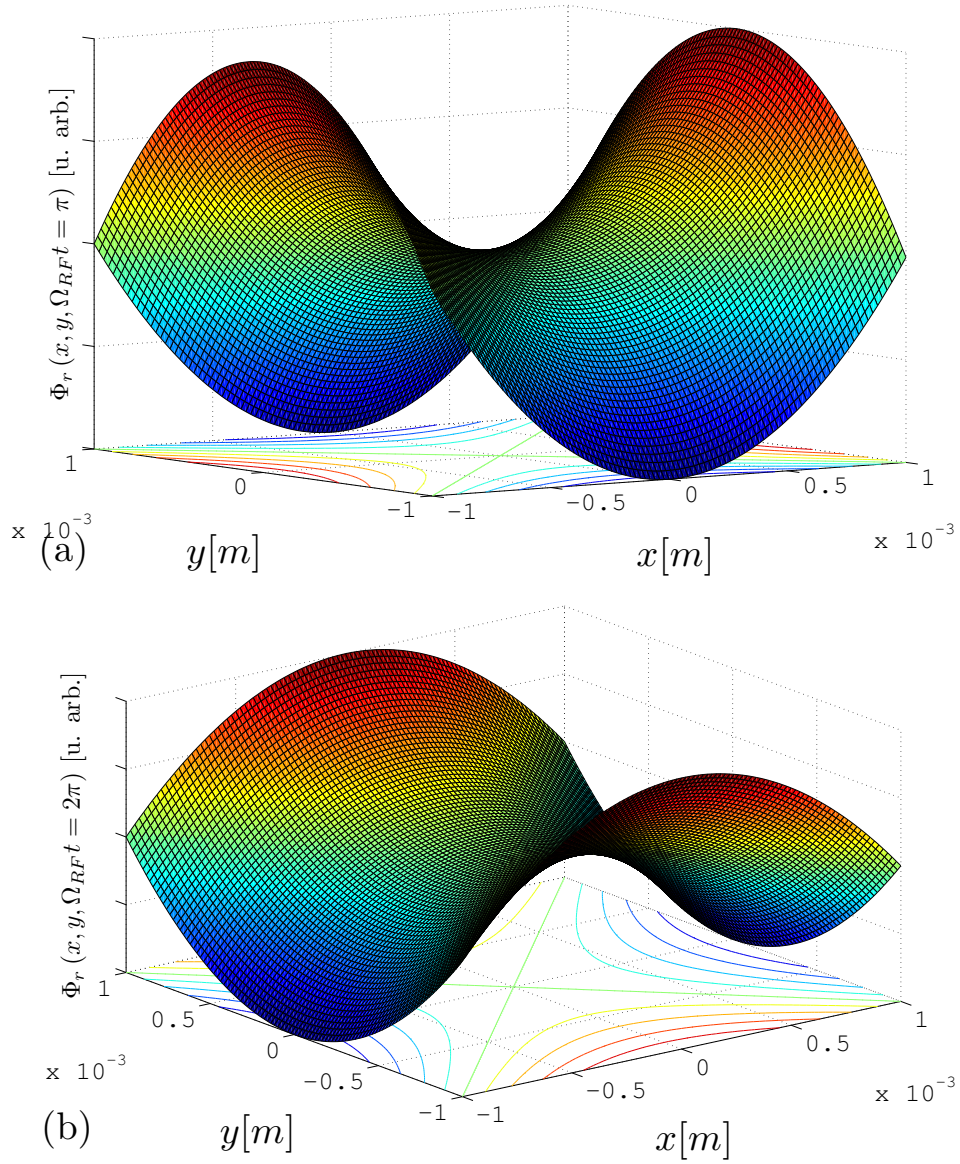 Φ_r (x, y, Ω_RF t = π) [u. arb.]
1
0
-1
-1
-0.5
0
0.5
1
x 10⁻³
x 10⁻³
(a)
y[m]
x[m]
Φ_r (x, y, Ω_RF t = 2π) [u. arb.]
1
0.5
0
-0.5
-1
-1
-0.5
0
0.5
1
x 10⁻³
x 10⁻³
(b)
y[m]
x[m]